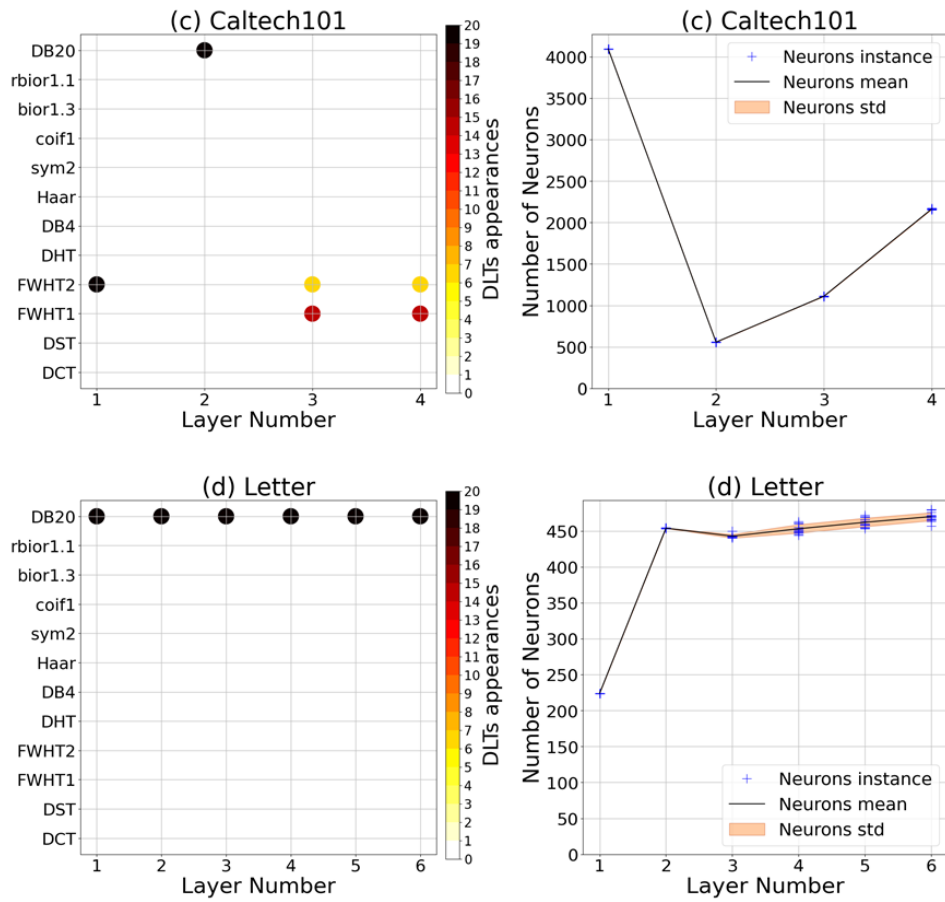 (c) Caltech101
DB20
rbior1.1
bior1.3
coif1
sym2
Haar
DB4
DHT
FWHT2
FWHT1
DST
DCT
1 2 3 4
Layer Number
20
19
18
17
16
15
14
13
12
11
10
9
8
7
6
5
4
3
2
1
0
DLTs appearances
(c) Caltech101
Number of Neurons
4000
3500
3000
2500
2000
1500
1000
500
0
1 2 3 4
Layer Number
Neurons instance
Neurons mean
Neurons std
(d) Letter
DB20
rbior1.1
bior1.3
coif1
sym2
Haar
DB4
DHT
FWHT2
FWHT1
DST
DCT
1 2 3 4 5 6
Layer Number
20
19
18
17
16
15
14
13
12
11
10
9
8
7
6
5
4
3
2
1
0
DLTs appearances
(d) Letter
Number of Neurons
450
400
350
300
250
200
150
100
50
0
1 2 3 4 5 6
Layer Number
Neurons instance
Neurons mean
Neurons std